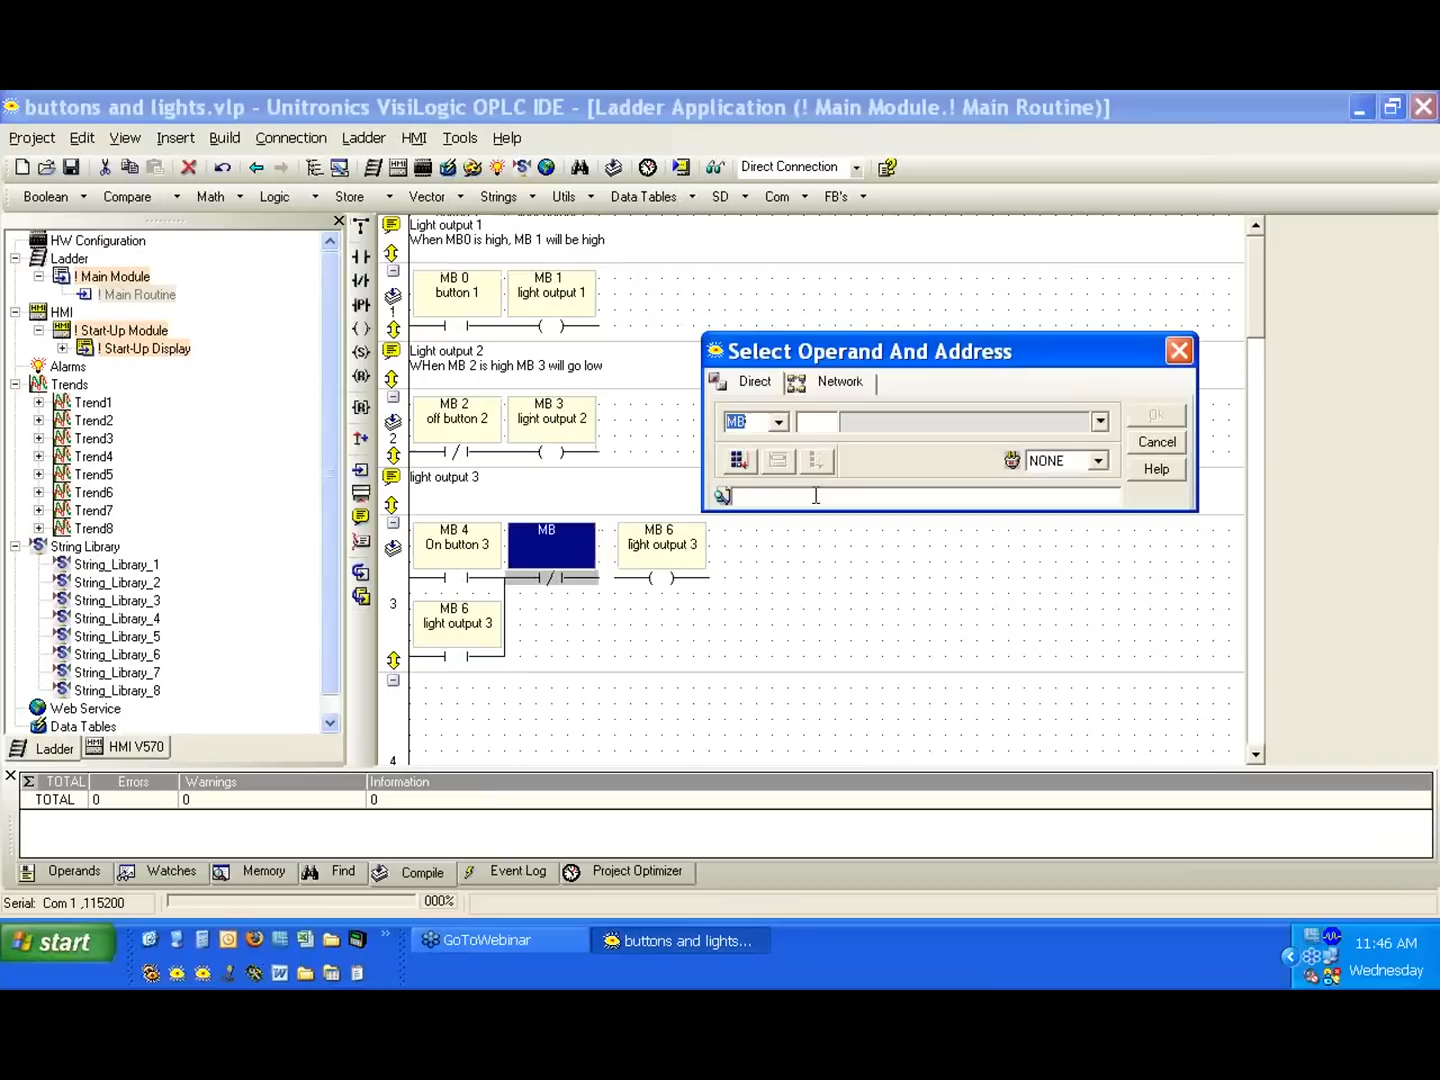 buttons and lights.vlp - Unitronics VisiLogic OPLC IDE - [Ladder Application (! Main Module.! Main Routine)]
Project Edit View Insert Build Connection Ladder HMI Tools Help
Direct Connection
Boolean Compare Math Logic Store Vector Strings Utils Data Tables SD Com FB's
HW Configuration
Ladder
! Main Module
! Main Routine
HMI
! Start-Up Module
! Start-Up Display
Alarms
Trends
Trend1
Trend2
Trend3
Trend4
Trend5
Trend6
Trend7
Trend8
String Library
String_Library_1
String_Library_2
String_Library_3
String_Library_4
String_Library_5
String_Library_6
String_Library_7
String_Library_8
Web Service
Data Tables
Ladder HMI V570
Light output 1
When MB0 is high, MB 1 will be high
MB 0 MB 1
button 1 light output 1
1
Light output 2
WHen MB 2 is high MB 3 will go low
MB 2 MB 3
off button 2 light output 2
2
light output 3
MB 4 MB MB 6
On button 3 light output 3
3
MB 6
light output 3
4
Select Operand And Address
Direct Network
MB Ok
Cancel
NONE Help
TOTAL Errors Warnings Information
TOTAL 0 0 0
Operands Watches Memory Find Compile Event Log Project Optimizer
Serial: Com 1 ,115200 000%
start GoToWebinar buttons and lights... 11:46 AM
Wednesday